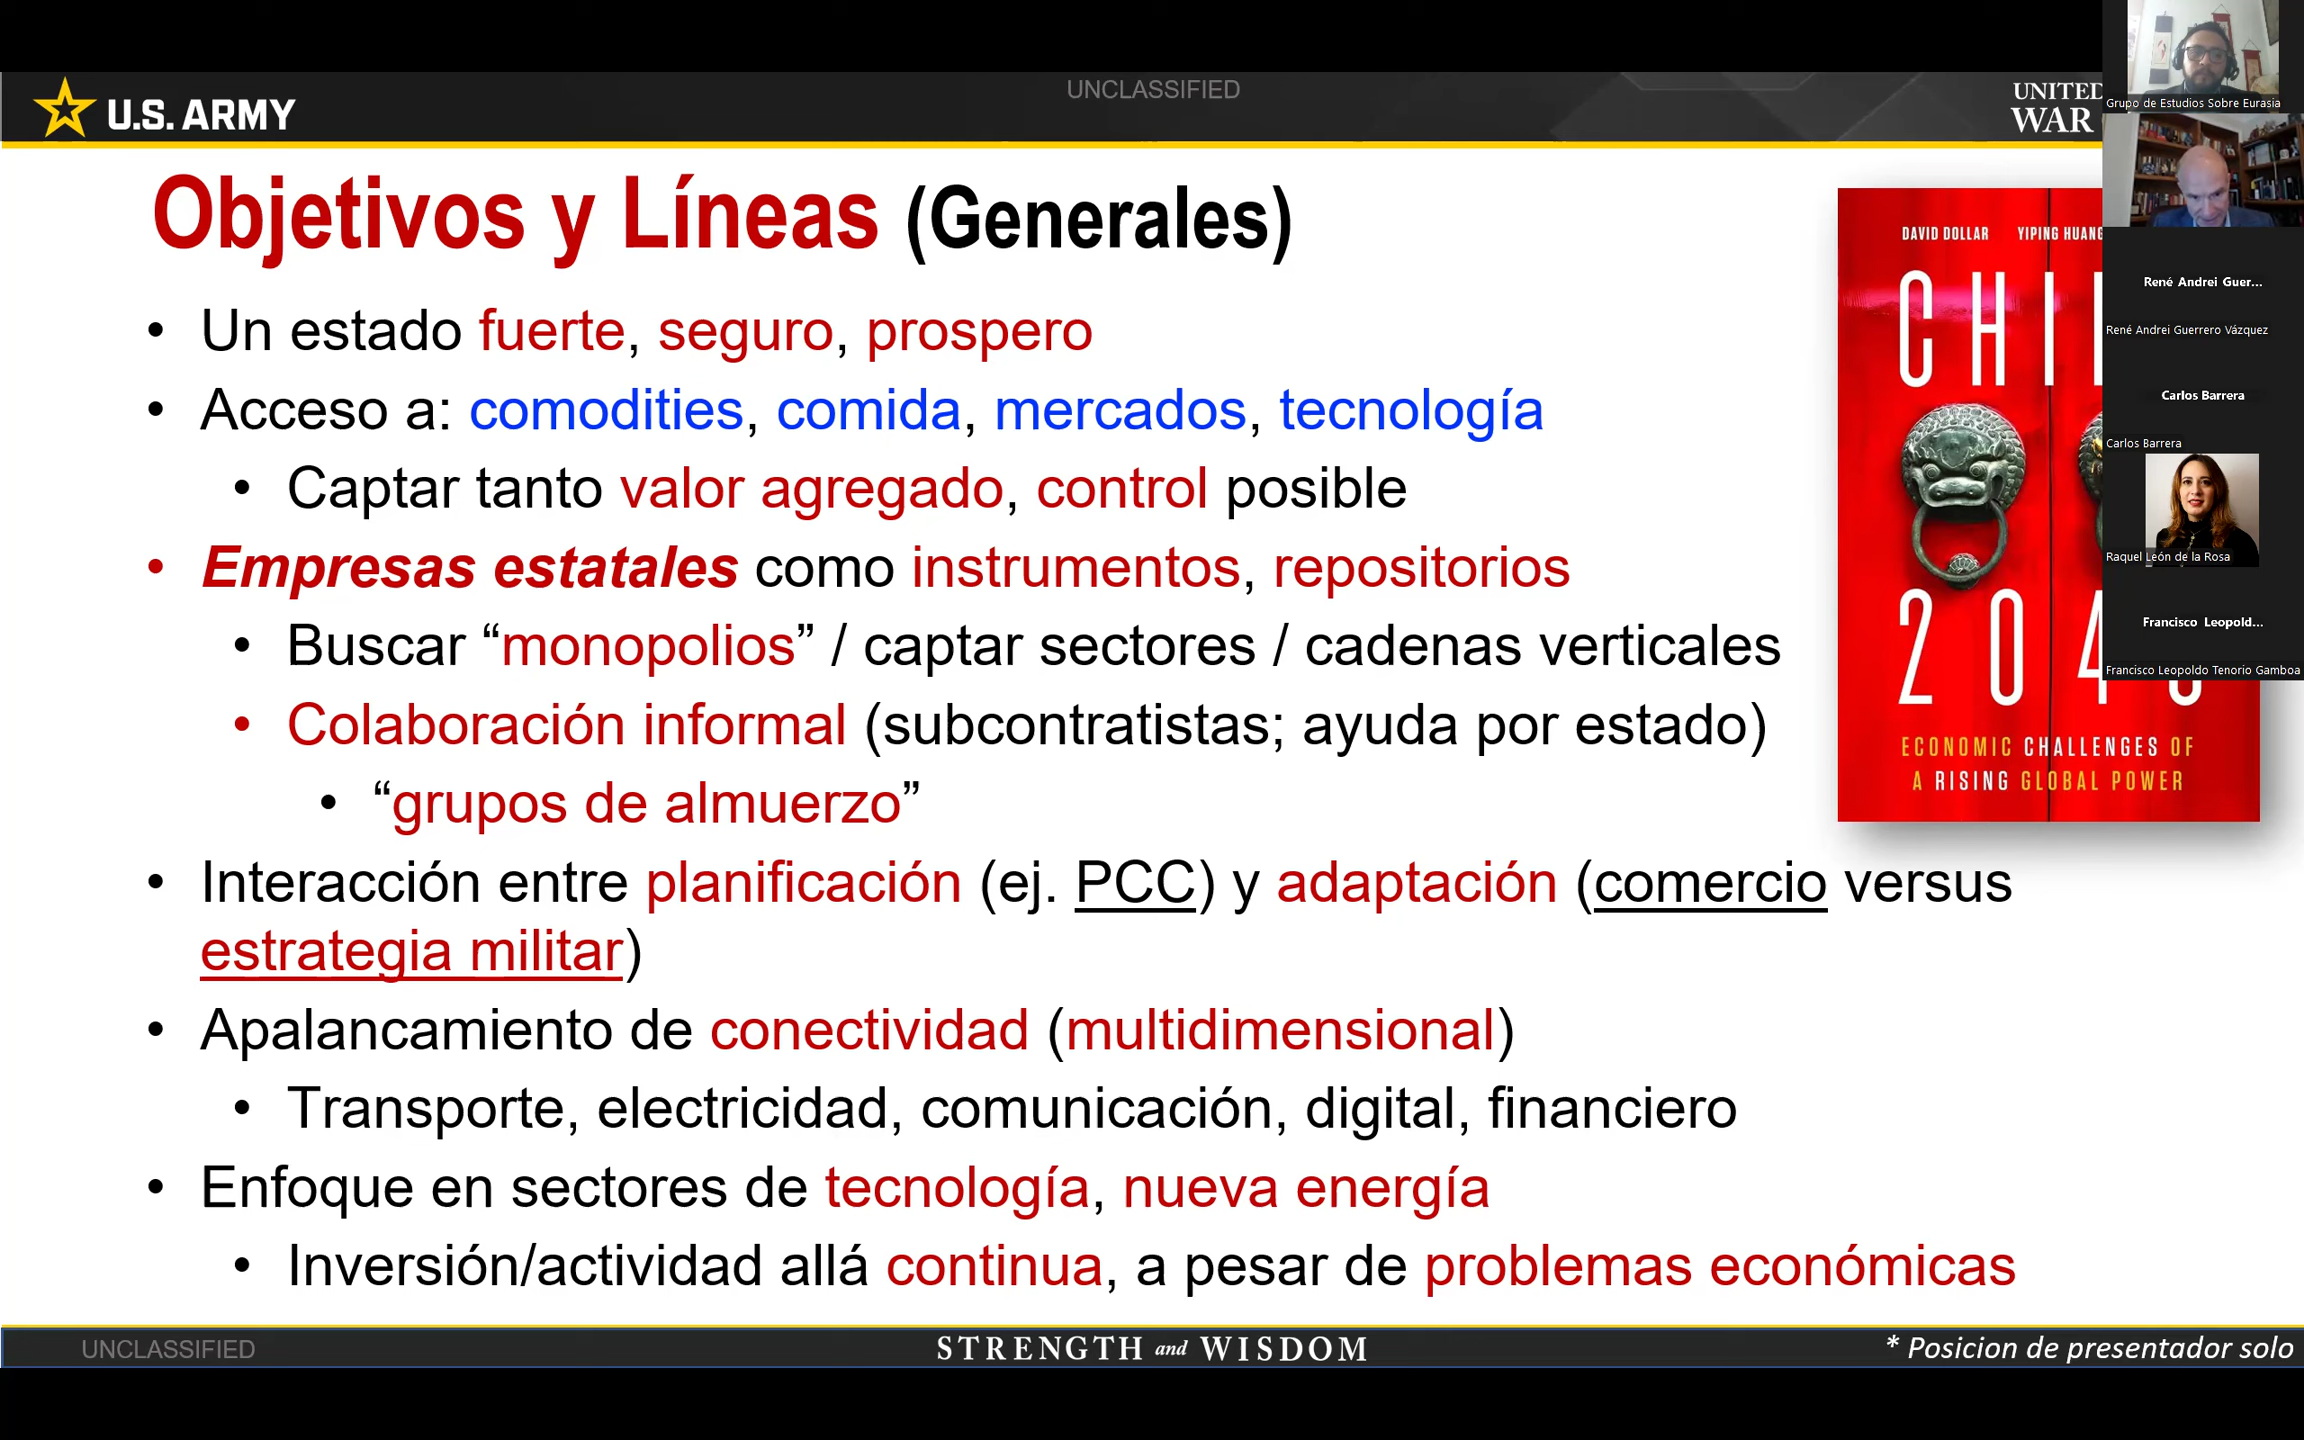 UNCLASSIFIED
U.S. ARMY
UNITED
WAR
Objetivos y Líneas (Generales)
• Un estado fuerte, seguro, prospero
• Acceso a: comodities, comida, mercados, tecnología
• Captar tanto valor agregado, control posible
• Empresas estatales como instrumentos, repositorios
• Buscar “monopolios” / captar sectores / cadenas verticales
• Colaboración informal (subcontratistas; ayuda por estado)
• “grupos de almuerzo”
• Interacción entre planificación (ej. PCC) y adaptación (comercio versus
estrategia militar)
• Apalancamiento de conectividad (multidimensional)
• Transporte, electricidad, comunicación, digital, financiero
• Enfoque en sectores de tecnología, nueva energía
• Inversión/actividad allá continua, a pesar de problemas económicas
DAVID DOLLAR YIPING HUANG
CHI
204
ECONOMIC CHALLENGES OF
A RISING GLOBAL POWER
Grupo de Estudios Sobre Eurasia
René Andrei Guer...
René Andrei Guerrero Vázquez
Carlos Barrera
Carlos Barrera
Raquel León de la Rosa
Francisco Leopold...
Francisco Leopoldo Tenorio Gamboa
UNCLASSIFIED
STRENGTH and WISDOM
* Posicion de presentador solo